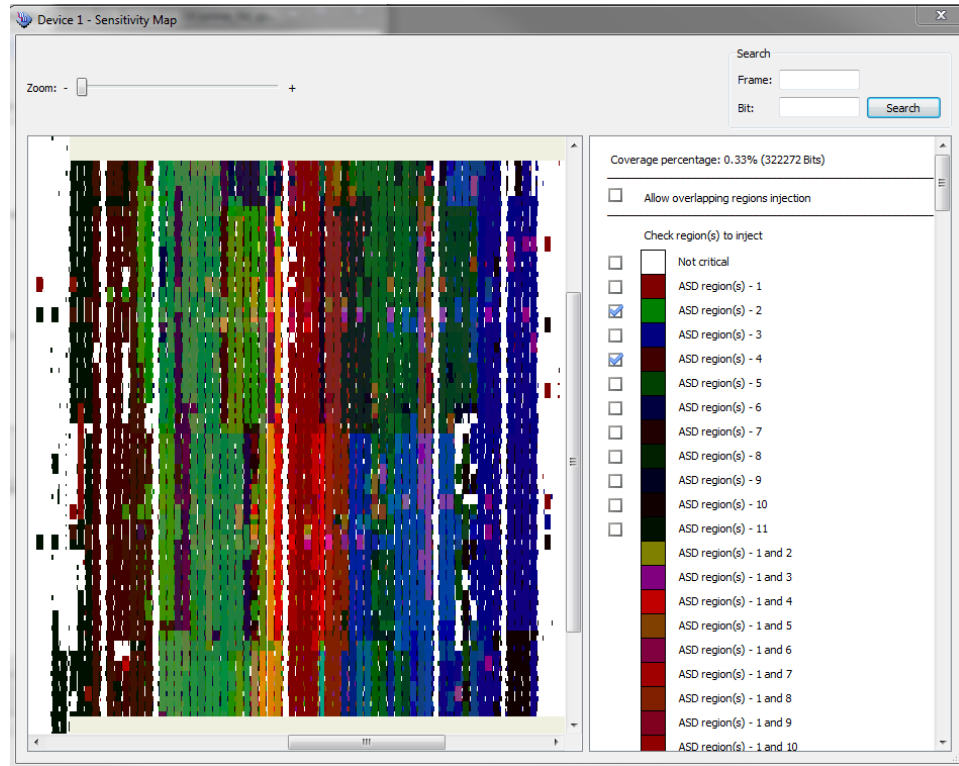 Device 1 - Sensitivity Map
Search
Zoom: - +
Frame:
Bit:
Search
Coverage percentage: 0.33% (322272 Bits)
Allow overlapping regions injection
Check region(s) to inject
Not critical
ASD region(s) - 1
ASD region(s) - 2
ASD region(s) - 3
ASD region(s) - 4
ASD region(s) - 5
ASD region(s) - 6
ASD region(s) - 7
ASD region(s) - 8
ASD region(s) - 9
ASD region(s) - 10
ASD region(s) - 11
ASD region(s) - 1 and 2
ASD region(s) - 1 and 3
ASD region(s) - 1 and 4
ASD region(s) - 1 and 5
ASD region(s) - 1 and 6
ASD region(s) - 1 and 7
ASD region(s) - 1 and 8
ASD region(s) - 1 and 9
ASD region(s) - 1 and 10